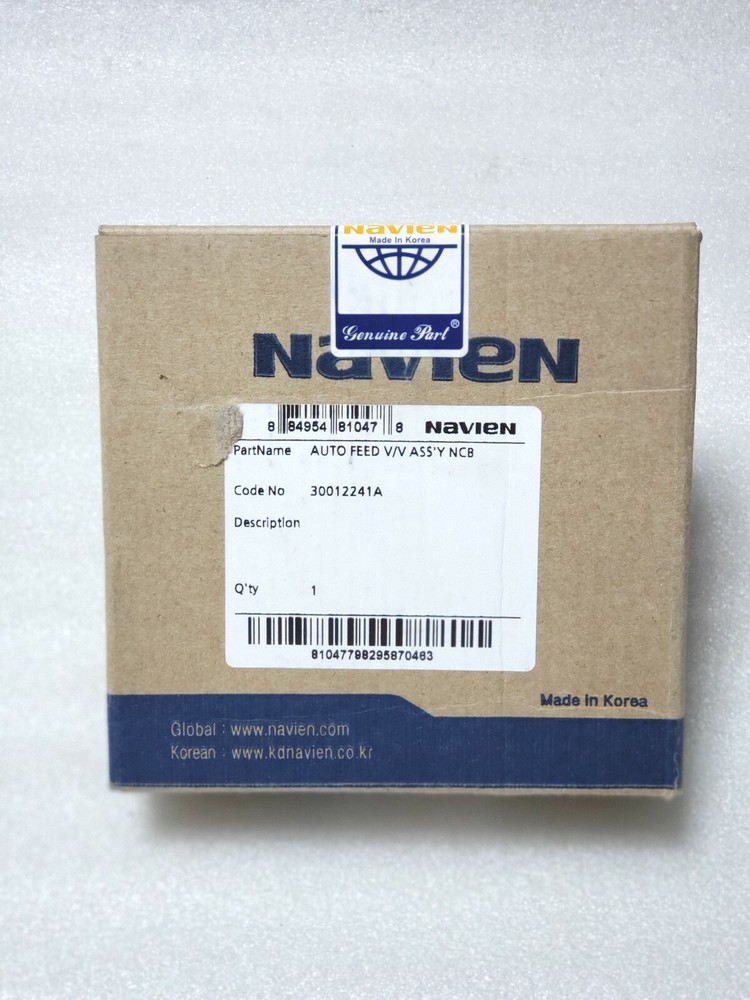 NAVIEN
Made In Korea
Genuine Part®
NAVIEN
8 84954 81047 8 NAVIEN
PartName AUTO FEED V/V ASS'Y NCB
Code No 30012241A
Description
Q'ty 1
81047798295870463
Made in Korea
Global : www.navien.com
Korean : www.kdnavien.co.kr